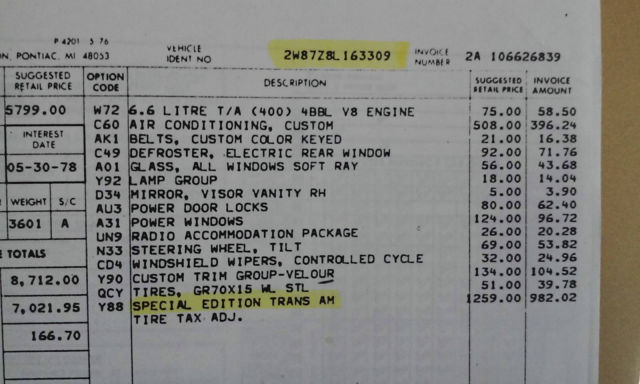 P 4201 5 76
N, PONTIAC, MI 48053
VEHICLE IDENT NO 2W87Z8L163309 INVOICE NUMBER 2A 106626839
SUGGESTED RETAIL PRICE OPTION CODE DESCRIPTION SUGGESTED RETAIL PRICE INVOICE AMOUNT
5799.00 W72 6.6 LITRE T/A (400) 4BBL V8 ENGINE 75.00 58.50
C60 AIR CONDITIONING, CUSTOM 508.00 396.24
INTEREST DATE AK1 BELTS, CUSTOM COLOR KEYED 21.00 16.38
C49 DEFROSTER, ELECTRIC REAR WINDOW 92.00 71.76
05-30-78 A01 GLASS, ALL WINDOWS SOFT RAY 56.00 43.68
Y92 LAMP GROUP 18.00 14.04
WEIGHT S/C D34 MIRROR, VISOR VANITY RH 5.00 3.90
AU3 POWER DOOR LOCKS 80.00 62.40
3601 A A31 POWER WINDOWS 124.00 96.72
UN9 RADIO ACCOMMODATION PACKAGE 26.00 20.28
TOTALS N33 STEERING WHEEL, TILT 69.00 53.82
CD4 WINDSHIELD WIPERS, CONTROLLED CYCLE 32.00 24.96
8,712.00 Y90 CUSTOM TRIM GROUP-VELOUR 134.00 104.52
QCY TIRES, GR70X15 WL STL 51.00 39.78
7,021.95 Y88 SPECIAL EDITION TRANS AM 1259.00 982.02
TIRE TAX ADJ.
166.70